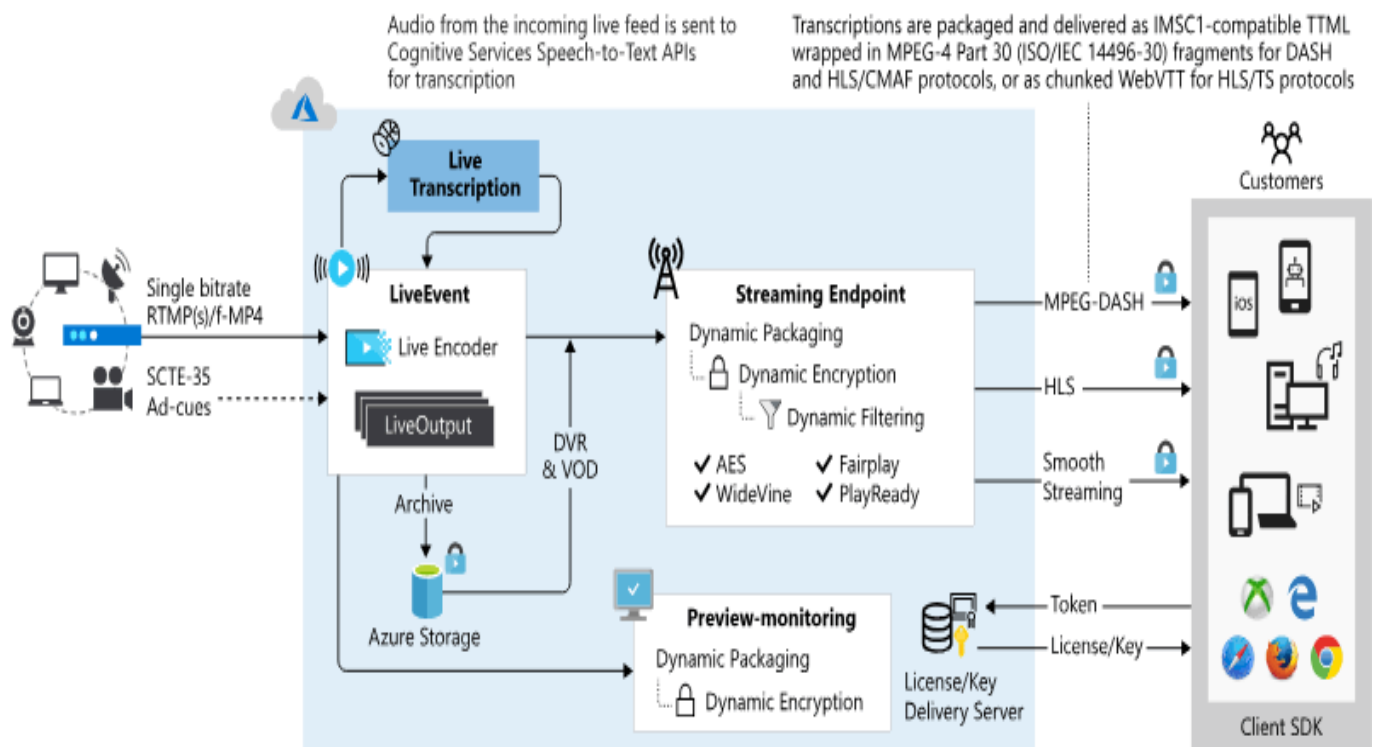 Audio from the incoming live feed is sent to
Cognitive Services Speech-to-Text APIs
for transcription
Transcriptions are packaged and delivered as IMSC1-compatible TTML
wrapped in MPEG-4 Part 30 (ISO/IEC 14496-30) fragments for DASH
and HLS/CMAF protocols, or as chunked WebVTT for HLS/TS protocols
Customers
Live
Transcription
Single bitrate
RTMP(s)/f-MP4
SCTE-35
Ad-cues
LiveEvent
Live Encoder
LiveOutput
Archive
Azure Storage
DVR
& VOD
Streaming Endpoint
Dynamic Packaging
Dynamic Encryption
Dynamic Filtering
✓ AES
✓ Fairplay
✓ WideVine
✓ PlayReady
MPEG-DASH
HLS
Smooth
Streaming
iOS
Preview-monitoring
Dynamic Packaging
Dynamic Encryption
Token
License/Key
License/Key
Delivery Server
Client SDK